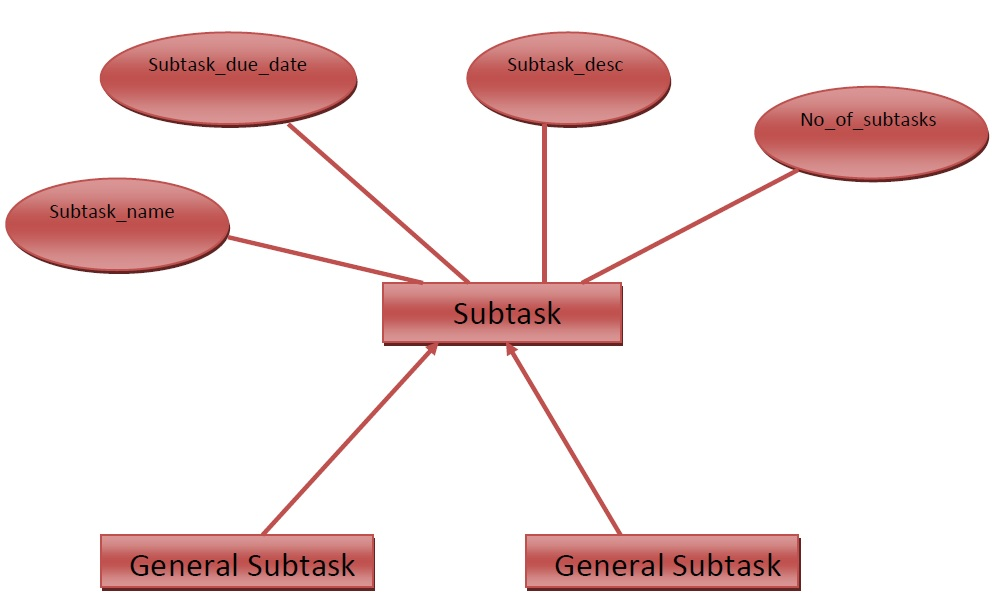 Subtask_due_date
Subtask_desc
No_of_subtasks
Subtask_name
Subtask
General Subtask
General Subtask